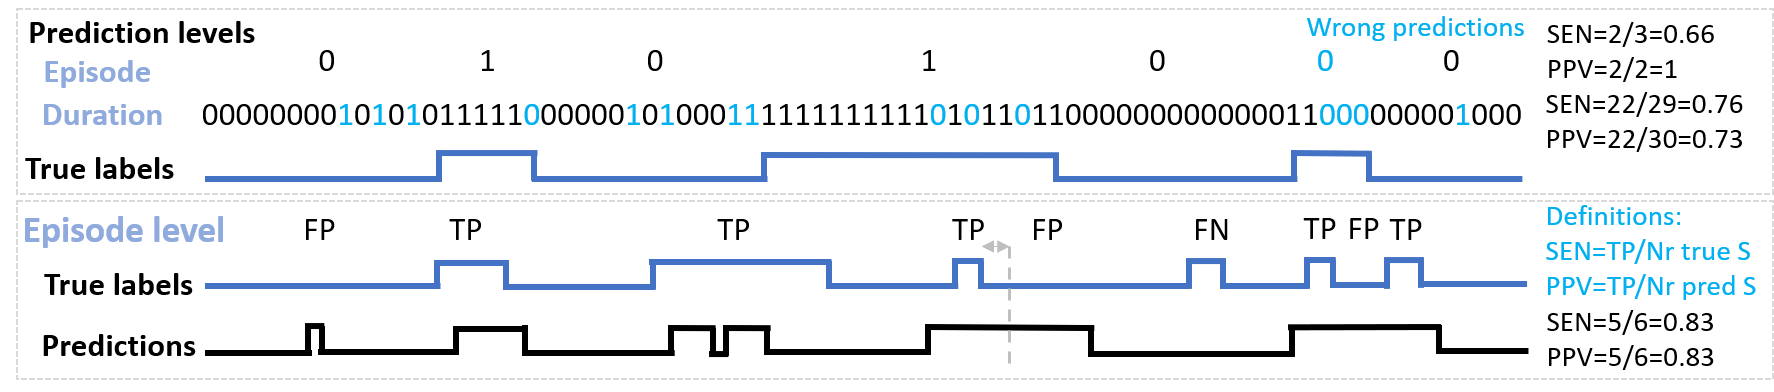 Prediction levels
Wrong predictions
Episode 0 1 0 1 0 0 0
Duration 000000001010101111100000010100011111111111101011011000000000000011000000001000
True labels
SEN=2/3=0.66
PPV=2/2=1
SEN=22/29=0.76
PPV=22/30=0.73
Episode level FP TP TP TP FP FN TP FP TP
True labels
Predictions
Definitions:
SEN=TP/Nr true S
PPV=TP/Nr pred S
SEN=5/6=0.83
PPV=5/6=0.83